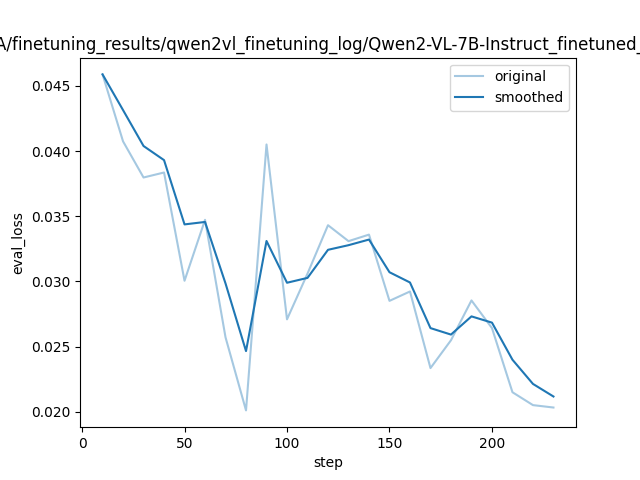 A/finetuning_results/qwen2vl_finetuning_log/Qwen2-VL-7B-Instruct_finetuned_
original
smoothed
eval_loss
0.045
0.040
0.035
0.030
0.025
0.020
0 50 100 150 200
step